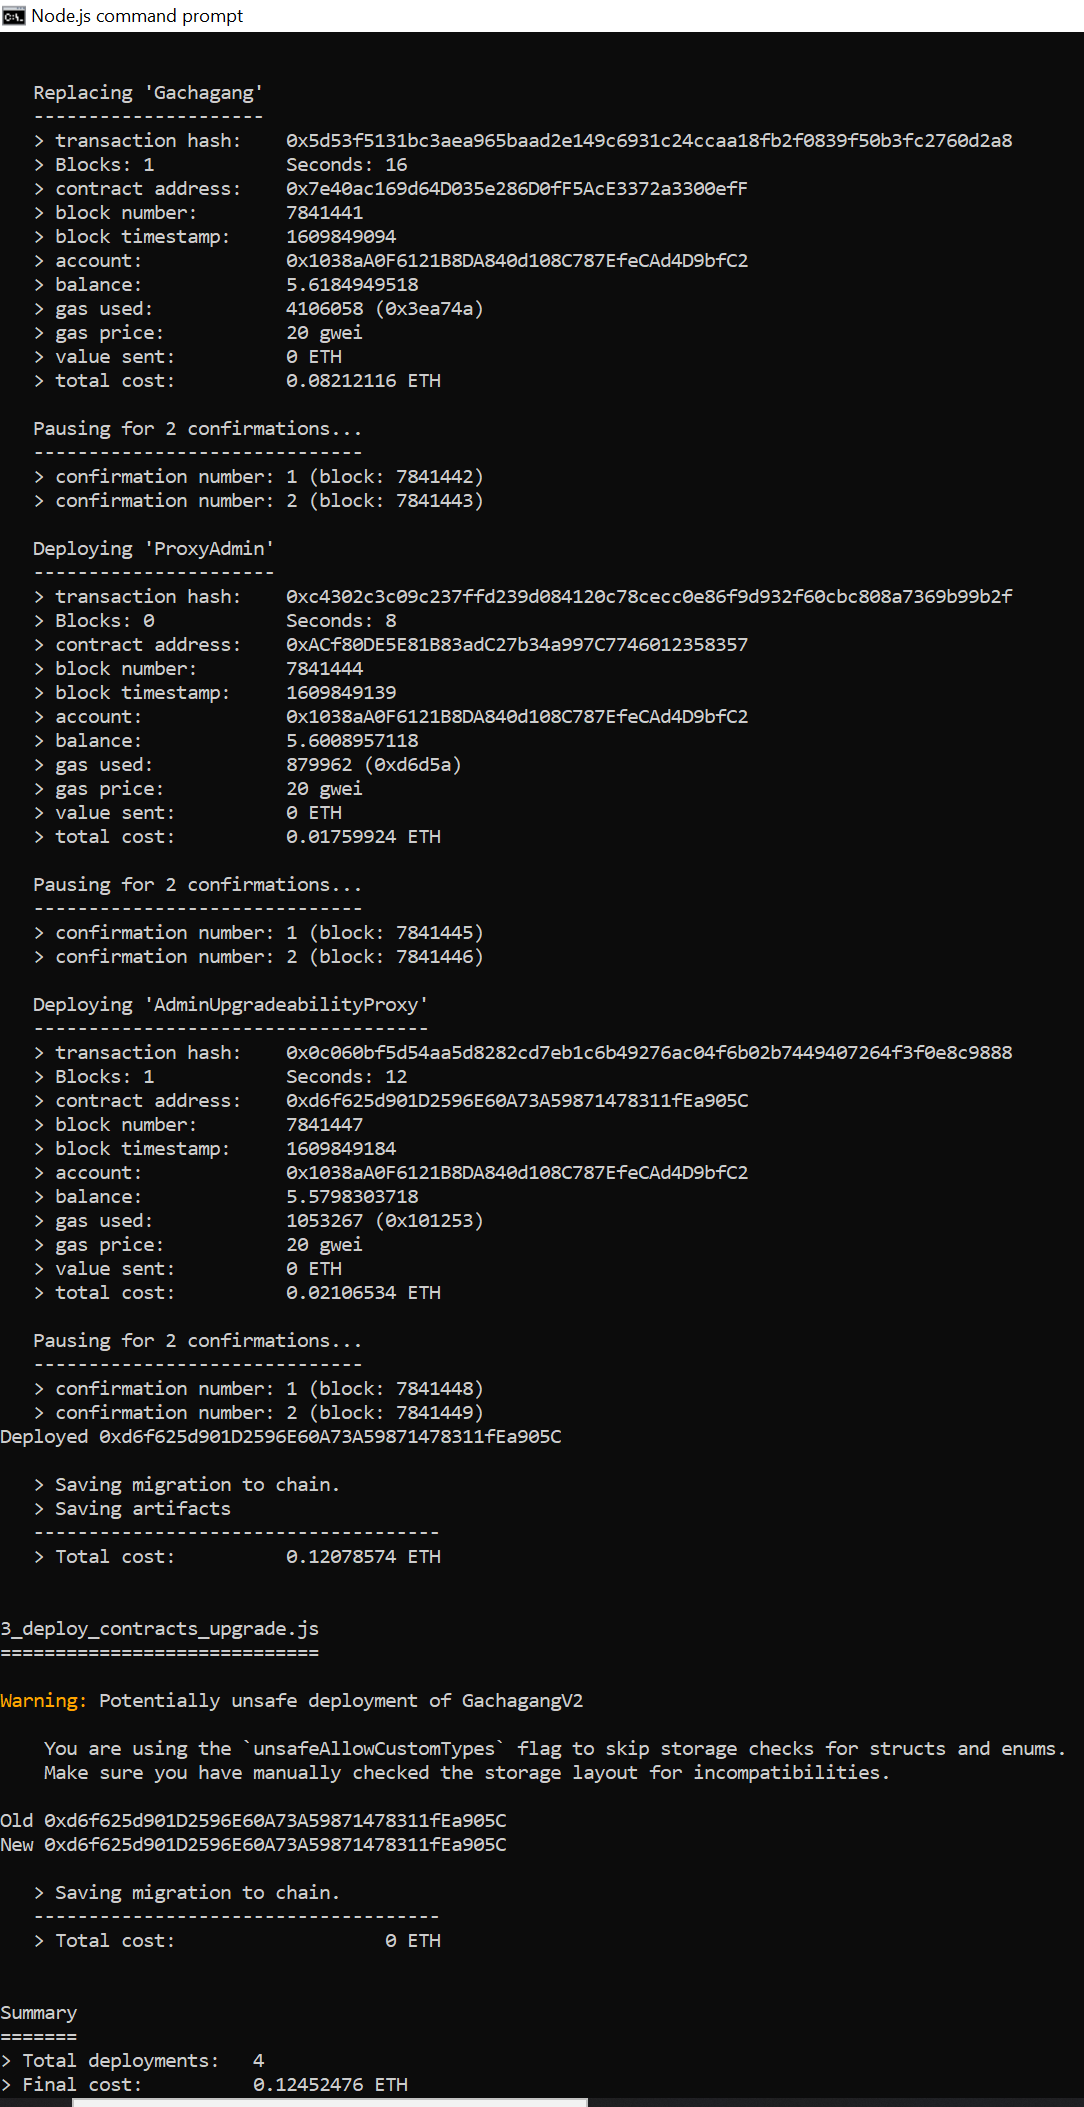 Node.js command prompt
Replacing 'Gachagang'
---------------------
> transaction hash:    0x5d53f5131bc3aea965baad2e149c6931c24ccaa18fb2f0839f50b3fc2760d2a8
> Blocks: 1            Seconds: 16
> contract address:    0x7e40ac169d64D035e286D0fF5AcE3372a3300efF
> block number:        7841441
> block timestamp:     1609849094
> account:             0x1038aA0F6121B8DA840d108C787EfeCAd4D9bfC2
> balance:             5.6184949518
> gas used:            4106058 (0x3ea74a)
> gas price:           20 gwei
> value sent:          0 ETH
> total cost:          0.08212116 ETH
Pausing for 2 confirmations...
------------------------------
> confirmation number: 1 (block: 7841442)
> confirmation number: 2 (block: 7841443)
Deploying 'ProxyAdmin'
----------------------
> transaction hash:    0xc4302c3c09c237ffd239d084120c78cecc0e86f9d932f60cbc808a7369b99b2f
> Blocks: 0            Seconds: 8
> contract address:    0xACf80DE5E81B83adC27b34a997C7746012358357
> block number:        7841444
> block timestamp:     1609849139
> account:             0x1038aA0F6121B8DA840d108C787EfeCAd4D9bfC2
> balance:             5.6008957118
> gas used:            879962 (0xd6d5a)
> gas price:           20 gwei
> value sent:          0 ETH
> total cost:          0.01759924 ETH
Pausing for 2 confirmations...
------------------------------
> confirmation number: 1 (block: 7841445)
> confirmation number: 2 (block: 7841446)
Deploying 'AdminUpgradeabilityProxy'
------------------------------------
> transaction hash:    0x0c060bf5d54aa5d8282cd7eb1c6b49276ac04f6b02b7449407264f3f0e8c9888
> Blocks: 1            Seconds: 12
> contract address:    0xd6f625d901D2596E60A73A59871478311fEa905C
> block number:        7841447
> block timestamp:     1609849184
> account:             0x1038aA0F6121B8DA840d108C787EfeCAd4D9bfC2
> balance:             5.5798303718
> gas used:            1053267 (0x101253)
> gas price:           20 gwei
> value sent:          0 ETH
> total cost:          0.02106534 ETH
Pausing for 2 confirmations...
------------------------------
> confirmation number: 1 (block: 7841448)
> confirmation number: 2 (block: 7841449)
Deployed 0xd6f625d901D2596E60A73A59871478311fEa905C
> Saving migration to chain.
> Saving artifacts
-------------------------------------
> Total cost:          0.12078574 ETH
3_deploy_contracts_upgrade.js
=============================
Warning: Potentially unsafe deployment of GachagangV2
You are using the `unsafeAllowCustomTypes` flag to skip storage checks for structs and enums.
Make sure you have manually checked the storage layout for incompatibilities.
Old 0xd6f625d901D2596E60A73A59871478311fEa905C
New 0xd6f625d901D2596E60A73A59871478311fEa905C
> Saving migration to chain.
-------------------------------------
> Total cost:                   0 ETH
Summary
=======
> Total deployments:   4
> Final cost:          0.12452476 ETH